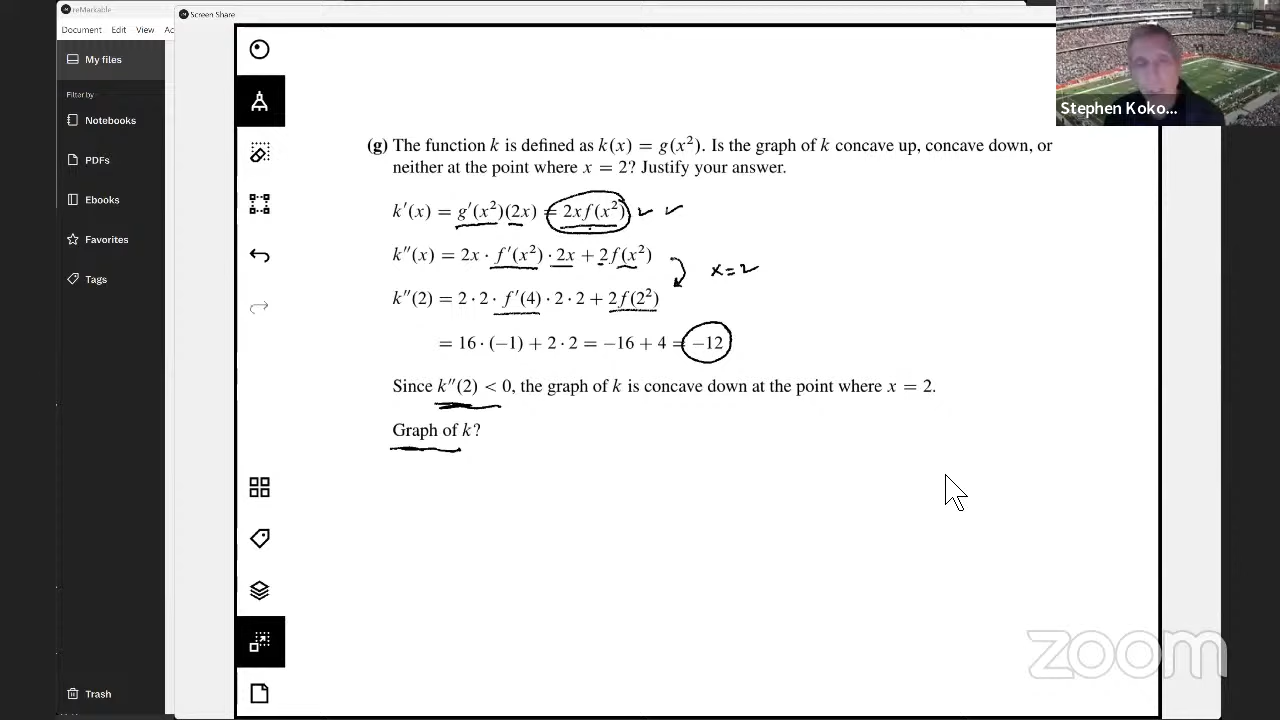 reMarkable
Screen Share
Document Edit View Ac
My files
Filter by
Notebooks
PDFs
Ebooks
Favorites
Tags
Trash
Stephen Koko...
(g) The function k is defined as k(x) = g(x²). Is the graph of k concave up, concave down, or
neither at the point where x = 2? Justify your answer.
k′(x) = g′(x²)(2x) = 2xf(x²)
k″(x) = 2x · f′(x²) · 2x + 2f(x²)
x=2
k″(2) = 2 · 2 · f′(4) · 2 · 2 + 2f(2²)
= 16 · (−1) + 2 · 2 = −16 + 4 = −12
Since k″(2) < 0, the graph of k is concave down at the point where x = 2.
Graph of k?
zoom